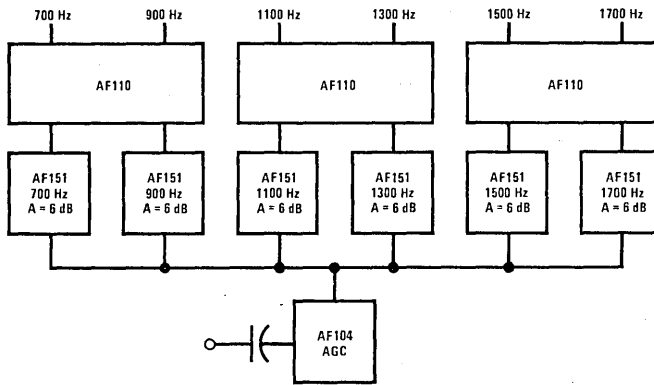 700 Hz 900 Hz 1100 Hz 1300 Hz 1500 Hz 1700 Hz
AF110 AF110 AF110
AF151 AF151 AF151 AF151 AF151 AF151
700 Hz 900 Hz 1100 Hz 1300 Hz 1500 Hz 1700 Hz
A = 6 dB A = 6 dB A = 6 dB A = 6 dB A = 6 dB A = 6 dB
AF104
AGC